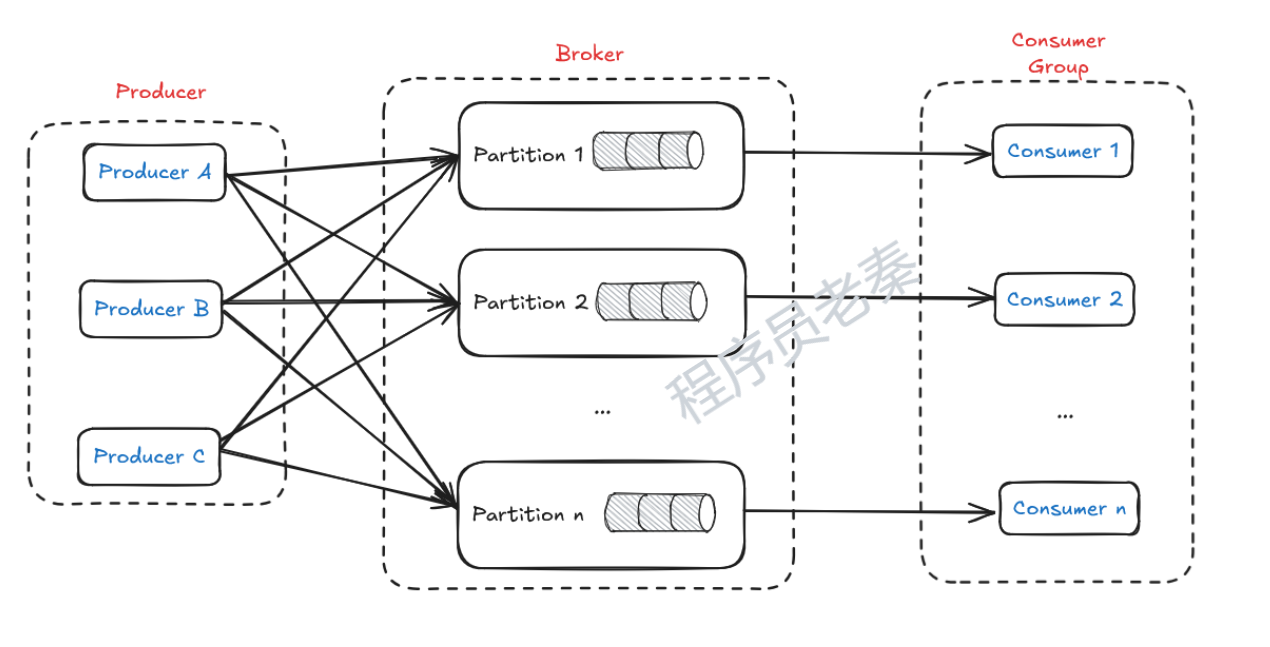 Producer
Producer A
Producer B
Producer C
Broker
Partition 1
Partition 2
...
Partition n
Consumer
Group
Consumer 1
Consumer 2
...
Consumer n
程序员老秦